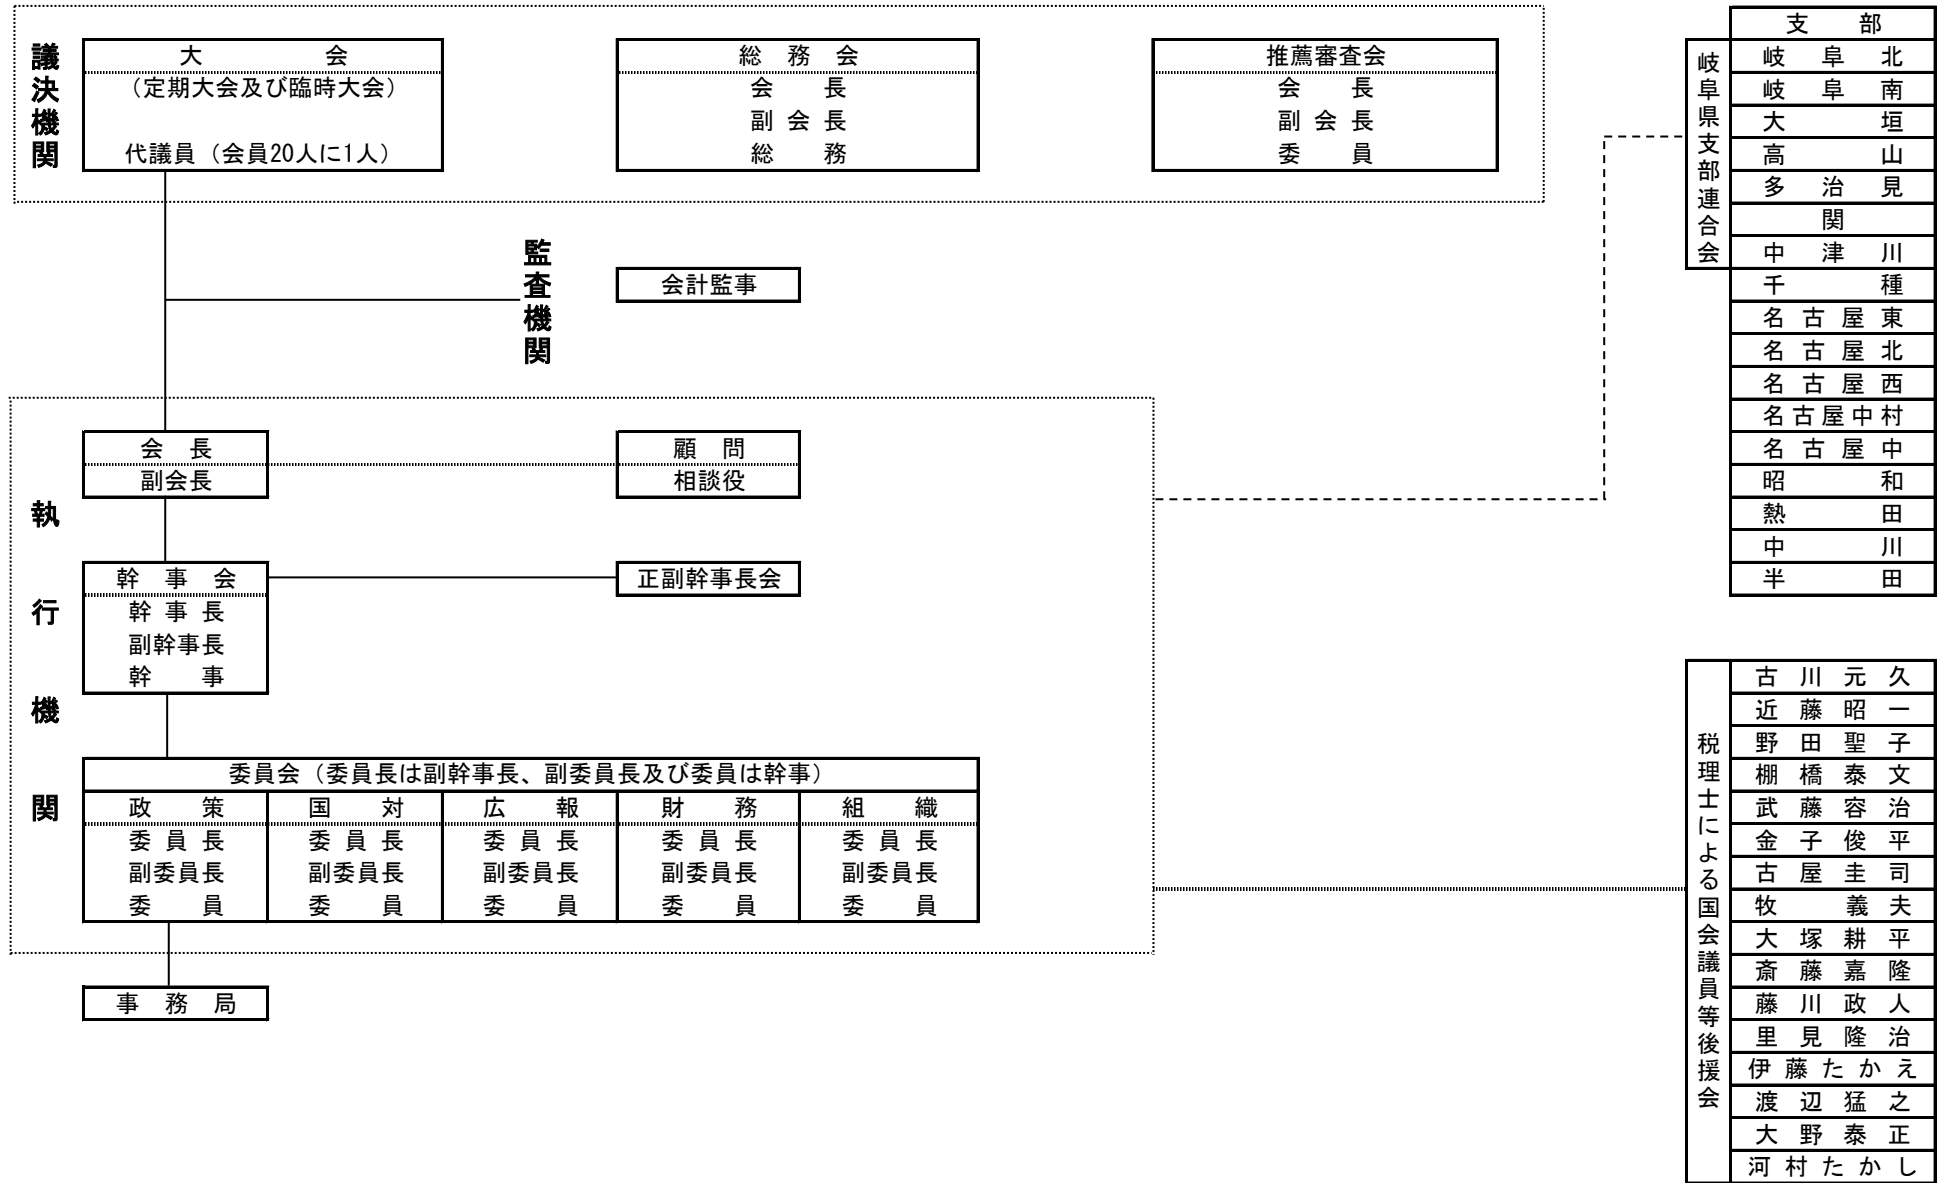 議決機関
大会
（定期大会及び臨時大会）
代議員（会員20人に1人）
総務会
会長
副会長
総務
推薦審査会
会長
副会長
委員
監査機関
会計監事
執行機関
会長
副会長
顧問
相談役
幹事会
幹事長
副幹事長
幹事
正副幹事長会
委員会（委員長は副幹事長、副委員長及び委員は幹事）
政策
委員長
副委員長
委員
国対
委員長
副委員長
委員
広報
委員長
副委員長
委員
財務
委員長
副委員長
委員
組織
委員長
副委員長
委員
事務局
支部
岐阜県支部連合会
岐阜北
岐阜南
大垣
高山
多治見
関
中津川
千種
名古屋東
名古屋北
名古屋西
名古屋中村
名古屋中
昭和
熱田
中川
半田
税理士による国会議員等後援会
古川元久
近藤昭一
野田聖子
棚橋泰文
武藤容治
金子俊平
古屋圭司
牧義夫
大塚耕平
斎藤嘉隆
藤川政人
里見隆治
伊藤たかえ
渡辺猛之
大野泰正
河村たかし